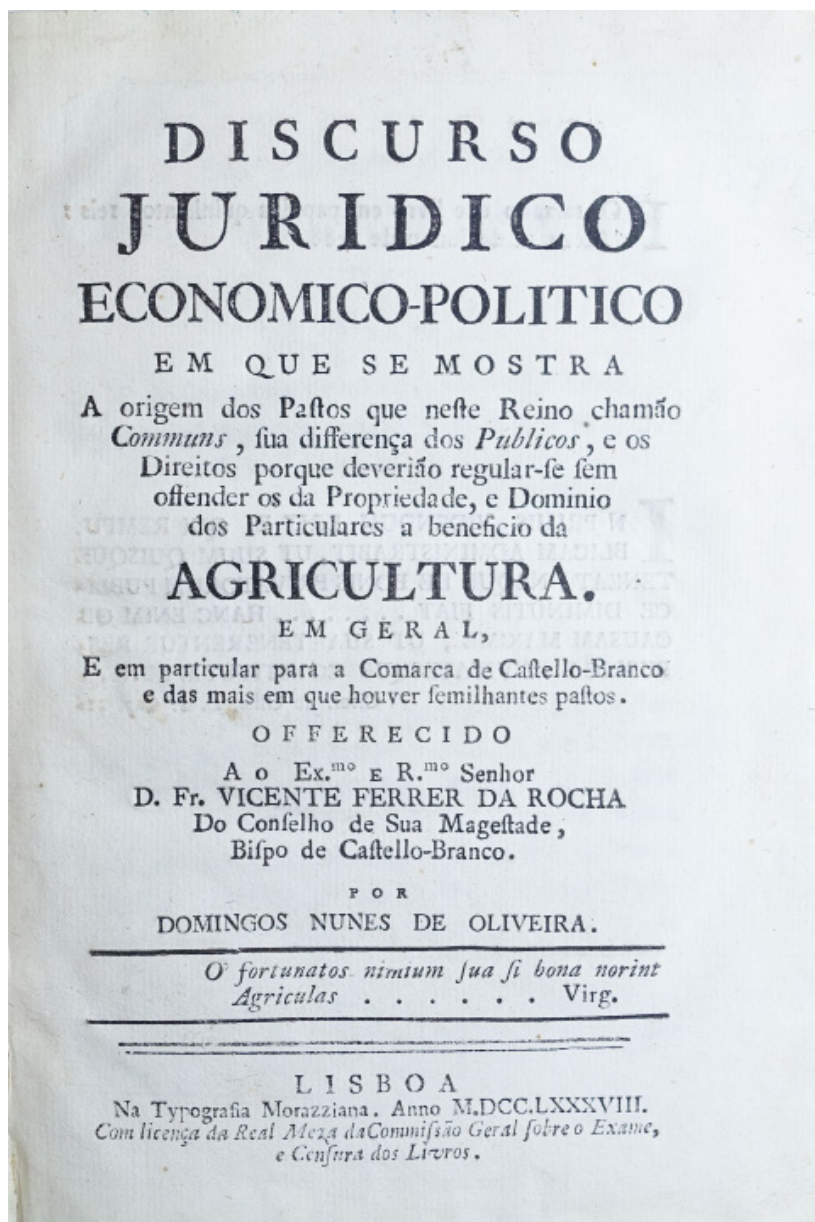 DISCURSO
JURIDICO
ECONOMICO-POLITICO
EM QUE SE MOSTRA
A origem dos Paſtos que neſte Reino chamão
Communs, ſua differença dos Públicos, e os
Direitos porque deverião regular-ſe ſem
offender os da Propriedade, e Dominio
dos Particulares a beneficio da
AGRICULTURA.
EM GERAL,
E em particular para a Comarca de Caſtello-Branco
e das mais em que houver ſemilhantes paſtos.
OFFERECIDO
Ao Ex.mo E R.mo Senhor
D. Fr. VICENTE FERRER DA ROCHA
Do Conſelho de Sua Mageſtade,
Biſpo de Caſtello-Branco.
POR
DOMINGOS NUNES DE OLIVEIRA.
O' fortunatos nimium ſua ſi bona norint
Agriculas . . . . . . Virg.
LISBOA
Na Typografia Morazziana. Anno M.DCC.LXXXVIII.
Com licença da Real Meza da Commiſsão Geral ſobre o Exame,
e Cenſura dos Livros.